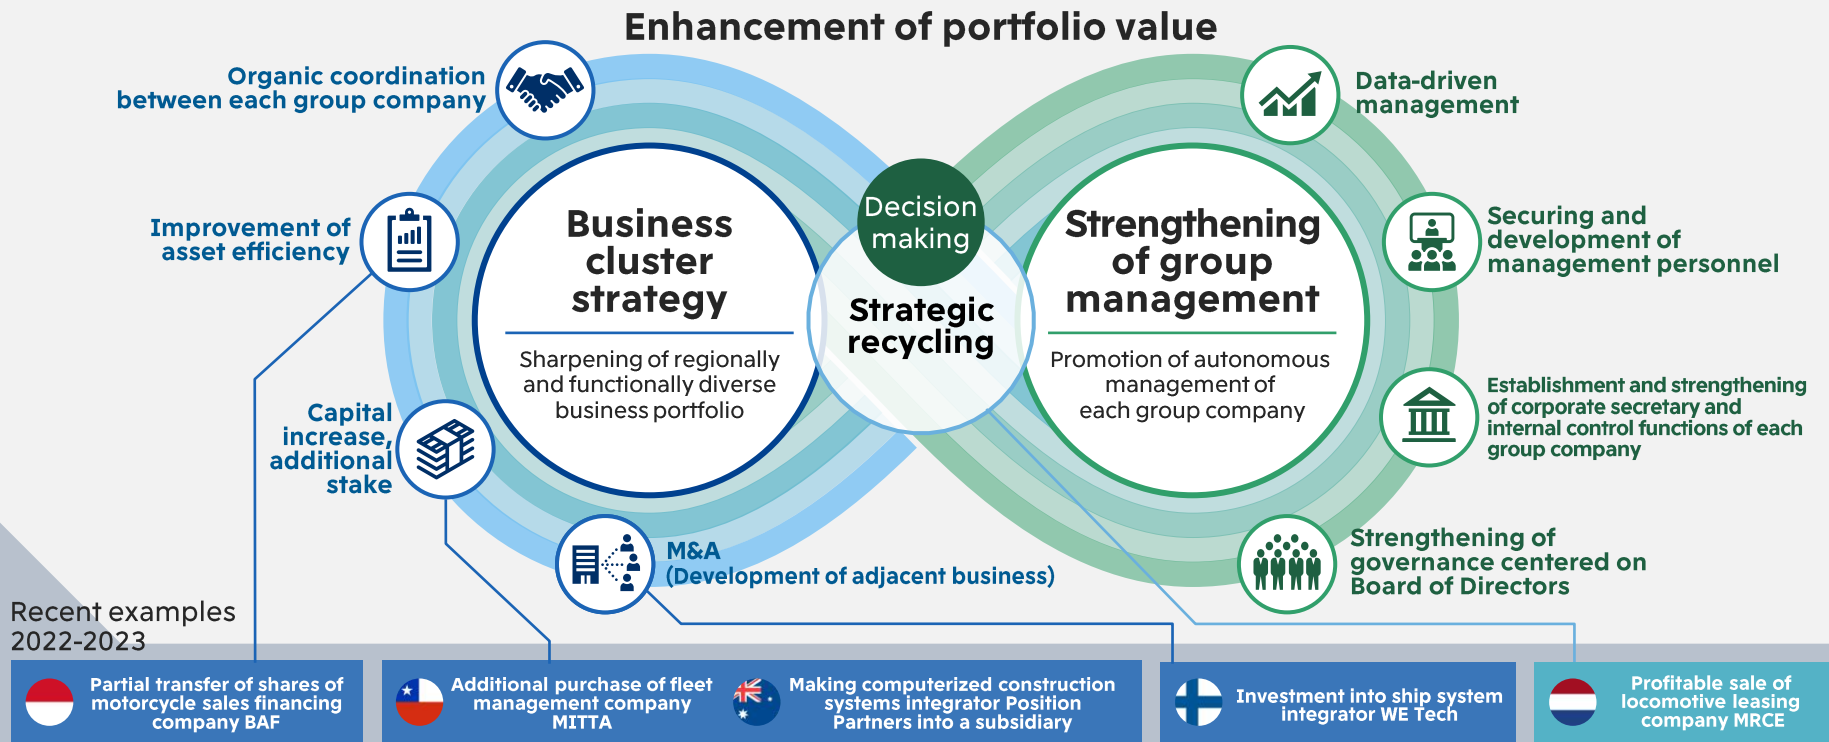 Enhancement of portfolio value
Organic coordination
between each group company
Improvement of
asset efficiency
Capital
increase,
additional
stake
M&A
(Development of adjacent business)
Business
cluster
strategy
Sharpening of regionally
and functionally diverse
business portfolio
Decision
making
Strategic
recycling
Strengthening
of group
management
Promotion of autonomous
management of
each group company
Data-driven
management
Securing and
development of
management personnel
Establishment and strengthening
of corporate secretary and
internal control functions of each
group company
Strengthening of
governance centered on
Board of Directors
Recent examples
2022-2023
Partial transfer of shares of
motorcycle sales financing
company BAF
Additional purchase of fleet
management company
MITTA
Making computerized construction
systems integrator Position
Partners into a subsidiary
Investment into ship system
integrator WE Tech
Profitable sale of
locomotive leasing
company MRCE